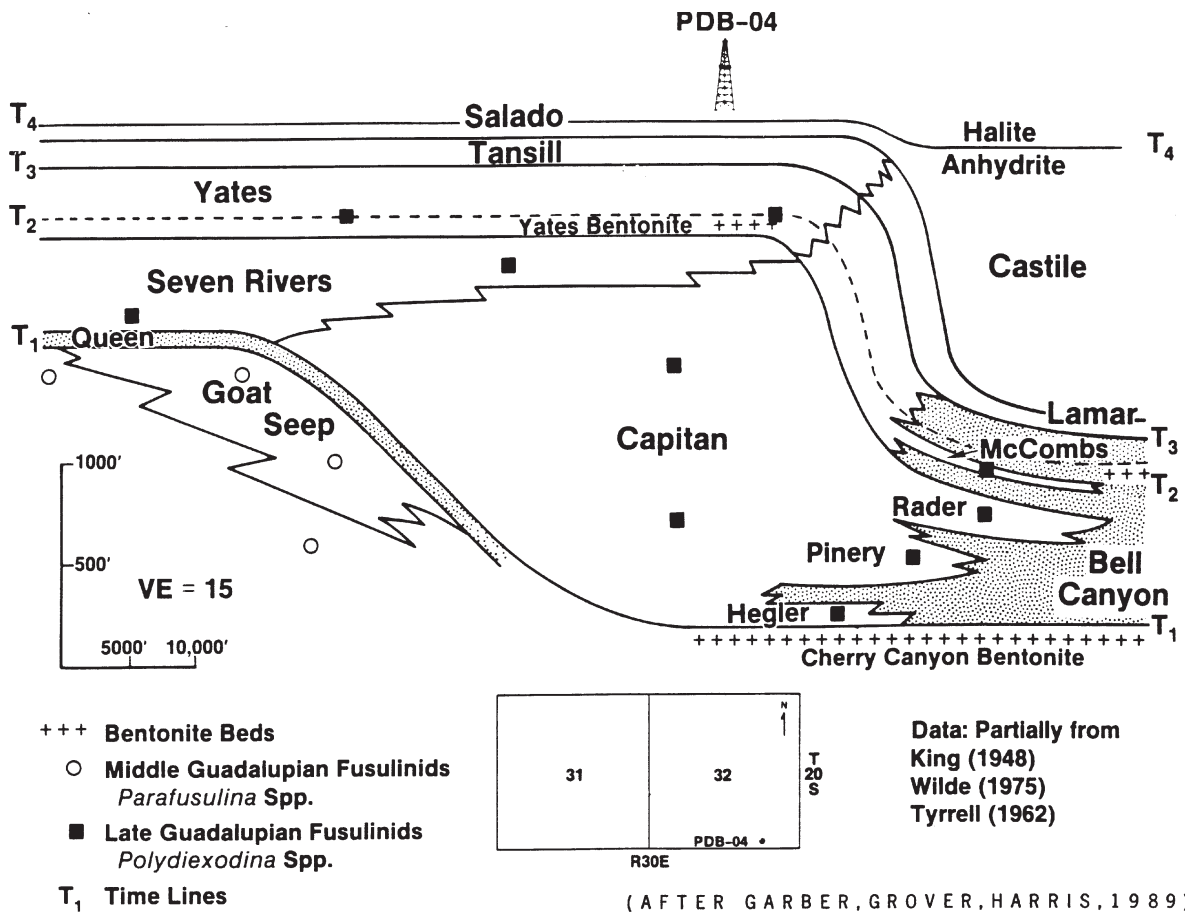 PDB-04
T4
Salado
Halite
T4
T3
Tansill
Anhydrite
Yates
T2
Yates Bentonite
++++
Castile
Seven Rivers
T1
Queen
Goat
Seep
Capitan
Lamar
T3
McCombs
+++
T2
1000'
Rader
500'
Pinery
Bell
Canyon
VE = 15
Hegler
T1
5000' 10,000'
Cherry Canyon Bentonite
+++ Bentonite Beds
Middle Guadalupian Fusulinids
Parafusulina Spp.
Late Guadalupian Fusulinids
Polydiexodina Spp.
T1 Time Lines
N
31
32
T
20
S
PDB-04
R30E
Data: Partially from
King (1948)
Wilde (1975)
Tyrrell (1962)
(AFTER GARBER,GROVER,HARRIS,1989)